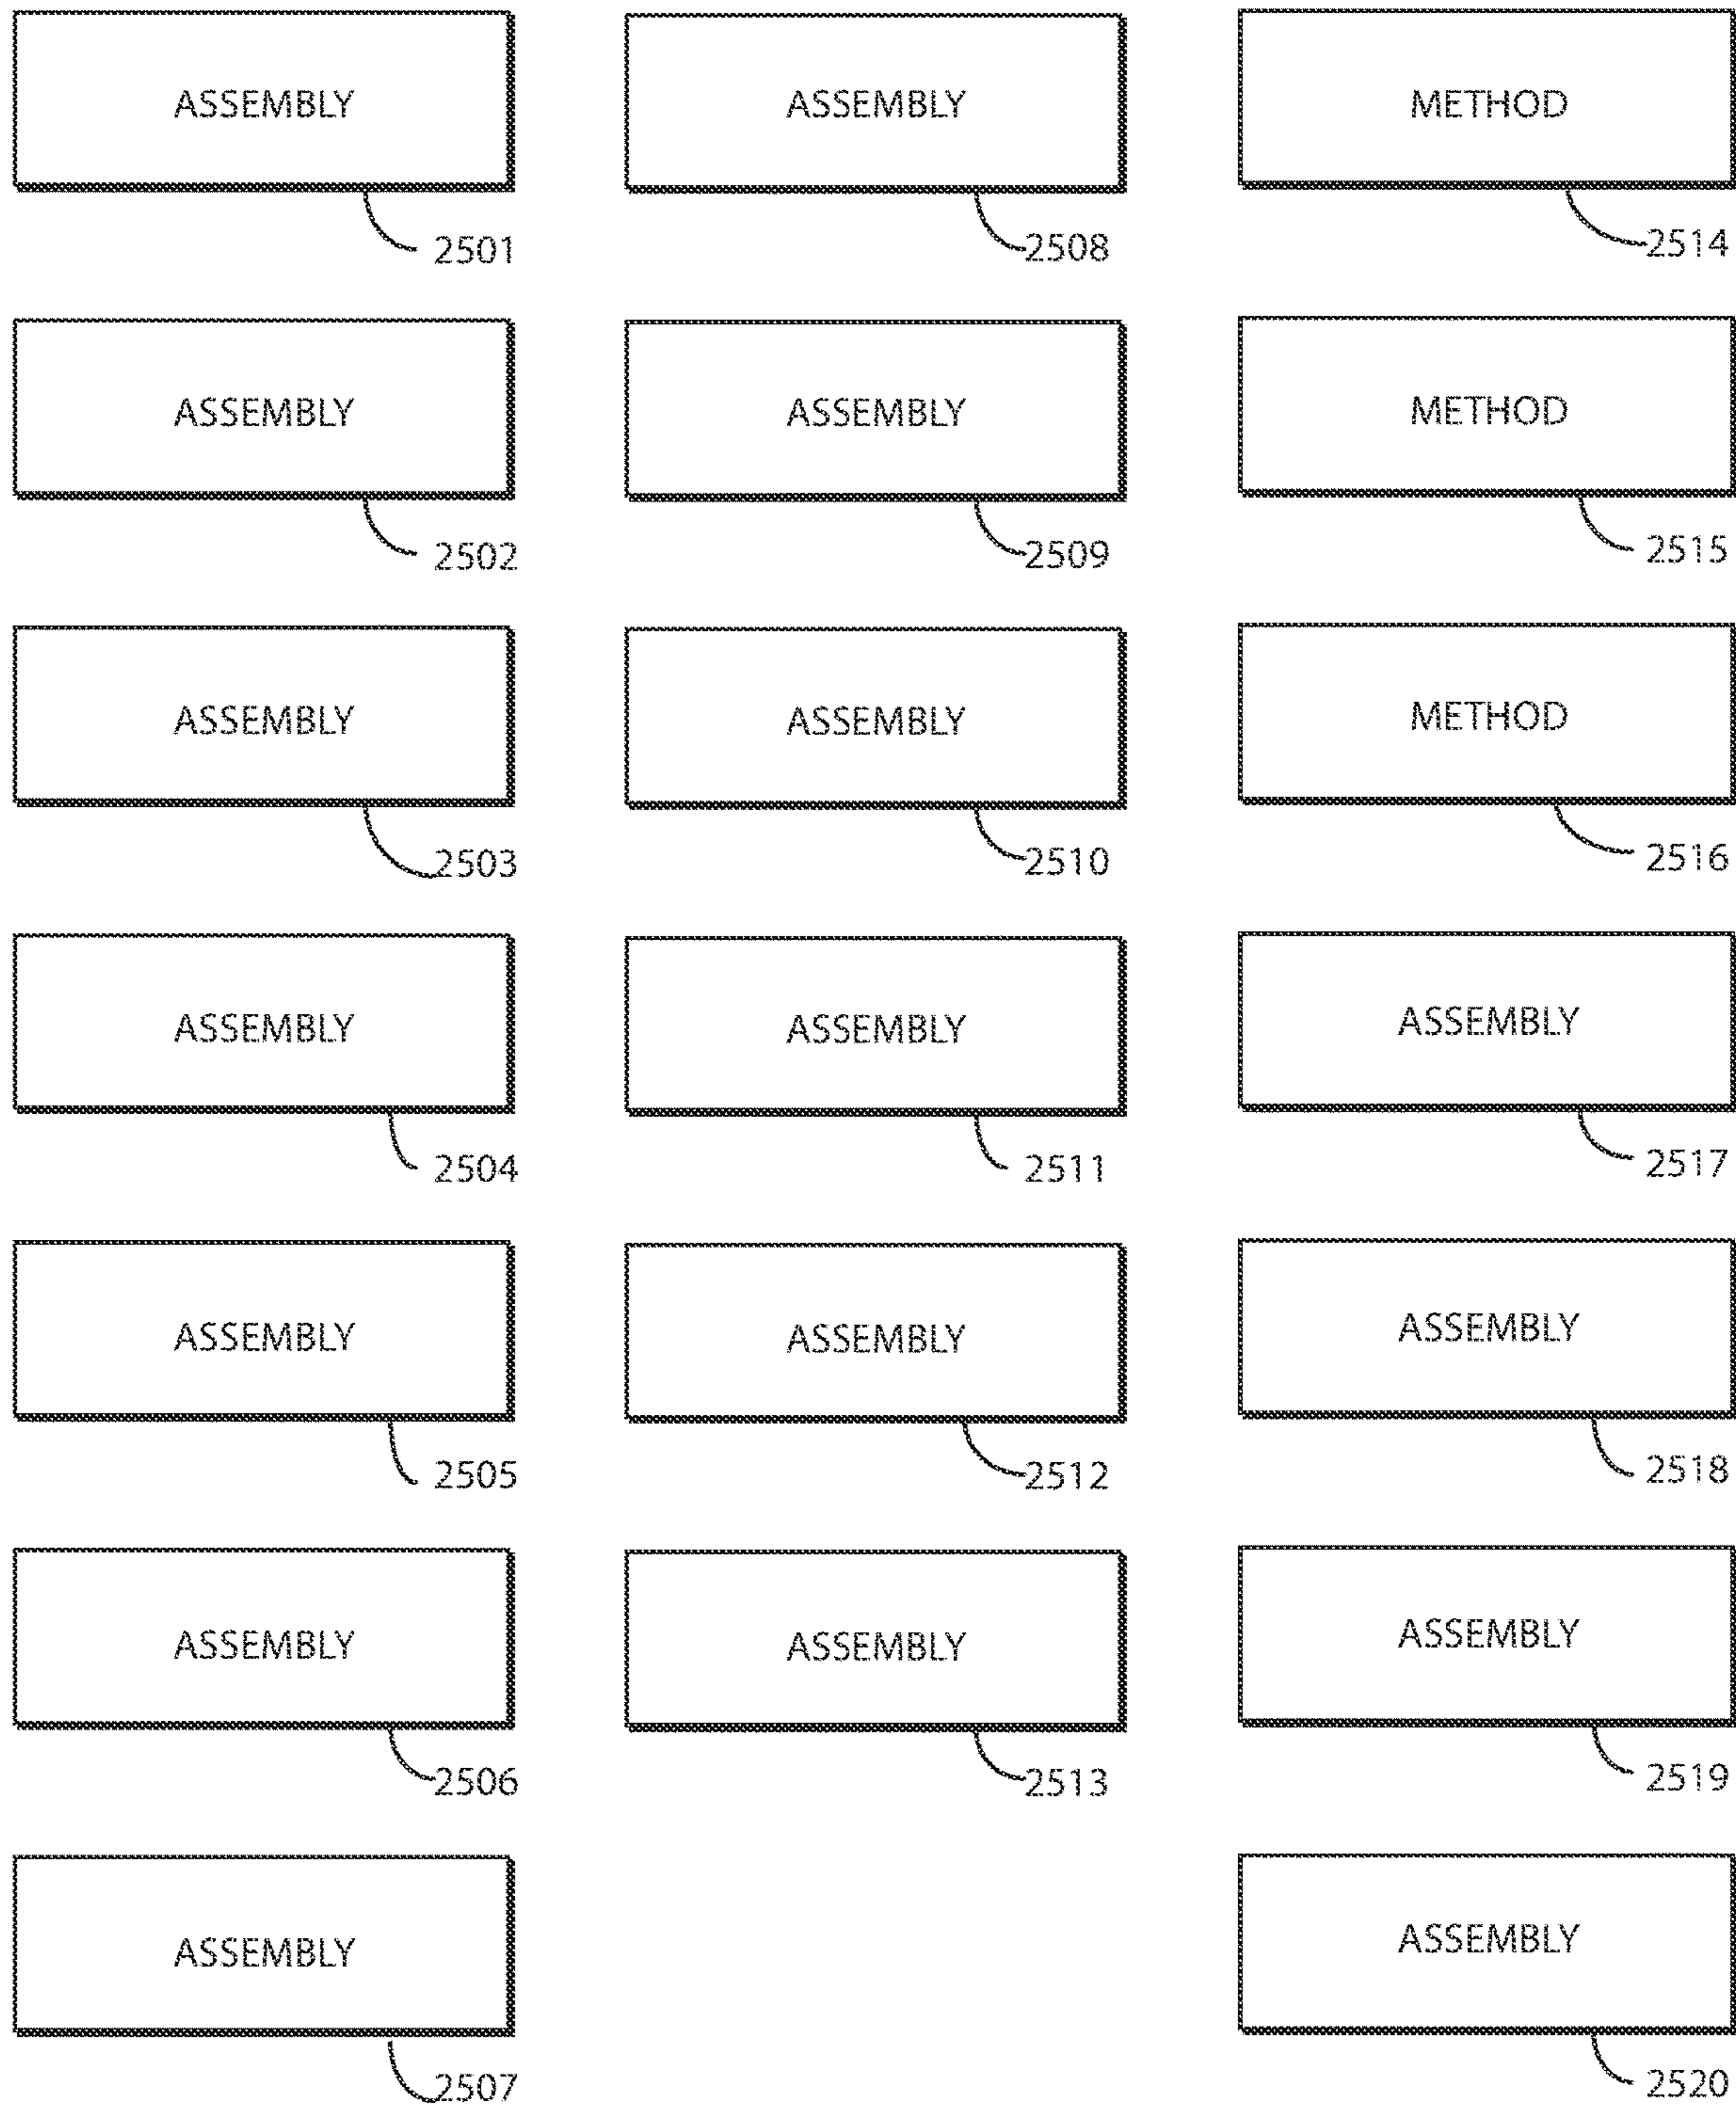 ASSEMBLY
2501
ASSEMBLY
2502
ASSEMBLY
2503
ASSEMBLY
2504
ASSEMBLY
2505
ASSEMBLY
2506
ASSEMBLY
2507
ASSEMBLY
2508
ASSEMBLY
2509
ASSEMBLY
2510
ASSEMBLY
2511
ASSEMBLY
2512
ASSEMBLY
2513
METHOD
2514
METHOD
2515
METHOD
2516
ASSEMBLY
2517
ASSEMBLY
2518
ASSEMBLY
2519
ASSEMBLY
2520